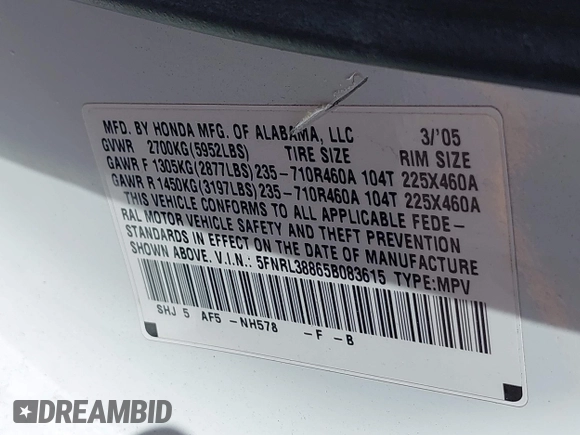 MFD. BY HONDA MFG. OF ALABAMA, LLC 3/'05
GVWR 2700KG(5952LBS) TIRE SIZE RIM SIZE
GAWR F 1305KG(2877LBS) 235-710R460A 104T 225X460A
GAWR R 1450KG(3197LBS) 235-710R460A 104T 225X460A
THIS VEHICLE CONFORMS TO ALL APPLICABLE FEDE-
RAL MOTOR VEHICLE SAFETY AND THEFT PREVENTION
STANDARDS IN EFFECT ON THE DATE OF MANUFACTURE
SHOWN ABOVE. V.I.N.: 5FNRL38865B083615 TYPE:MPV
SHJ 5 AF5 -NH578 -F -B
DREAMBID